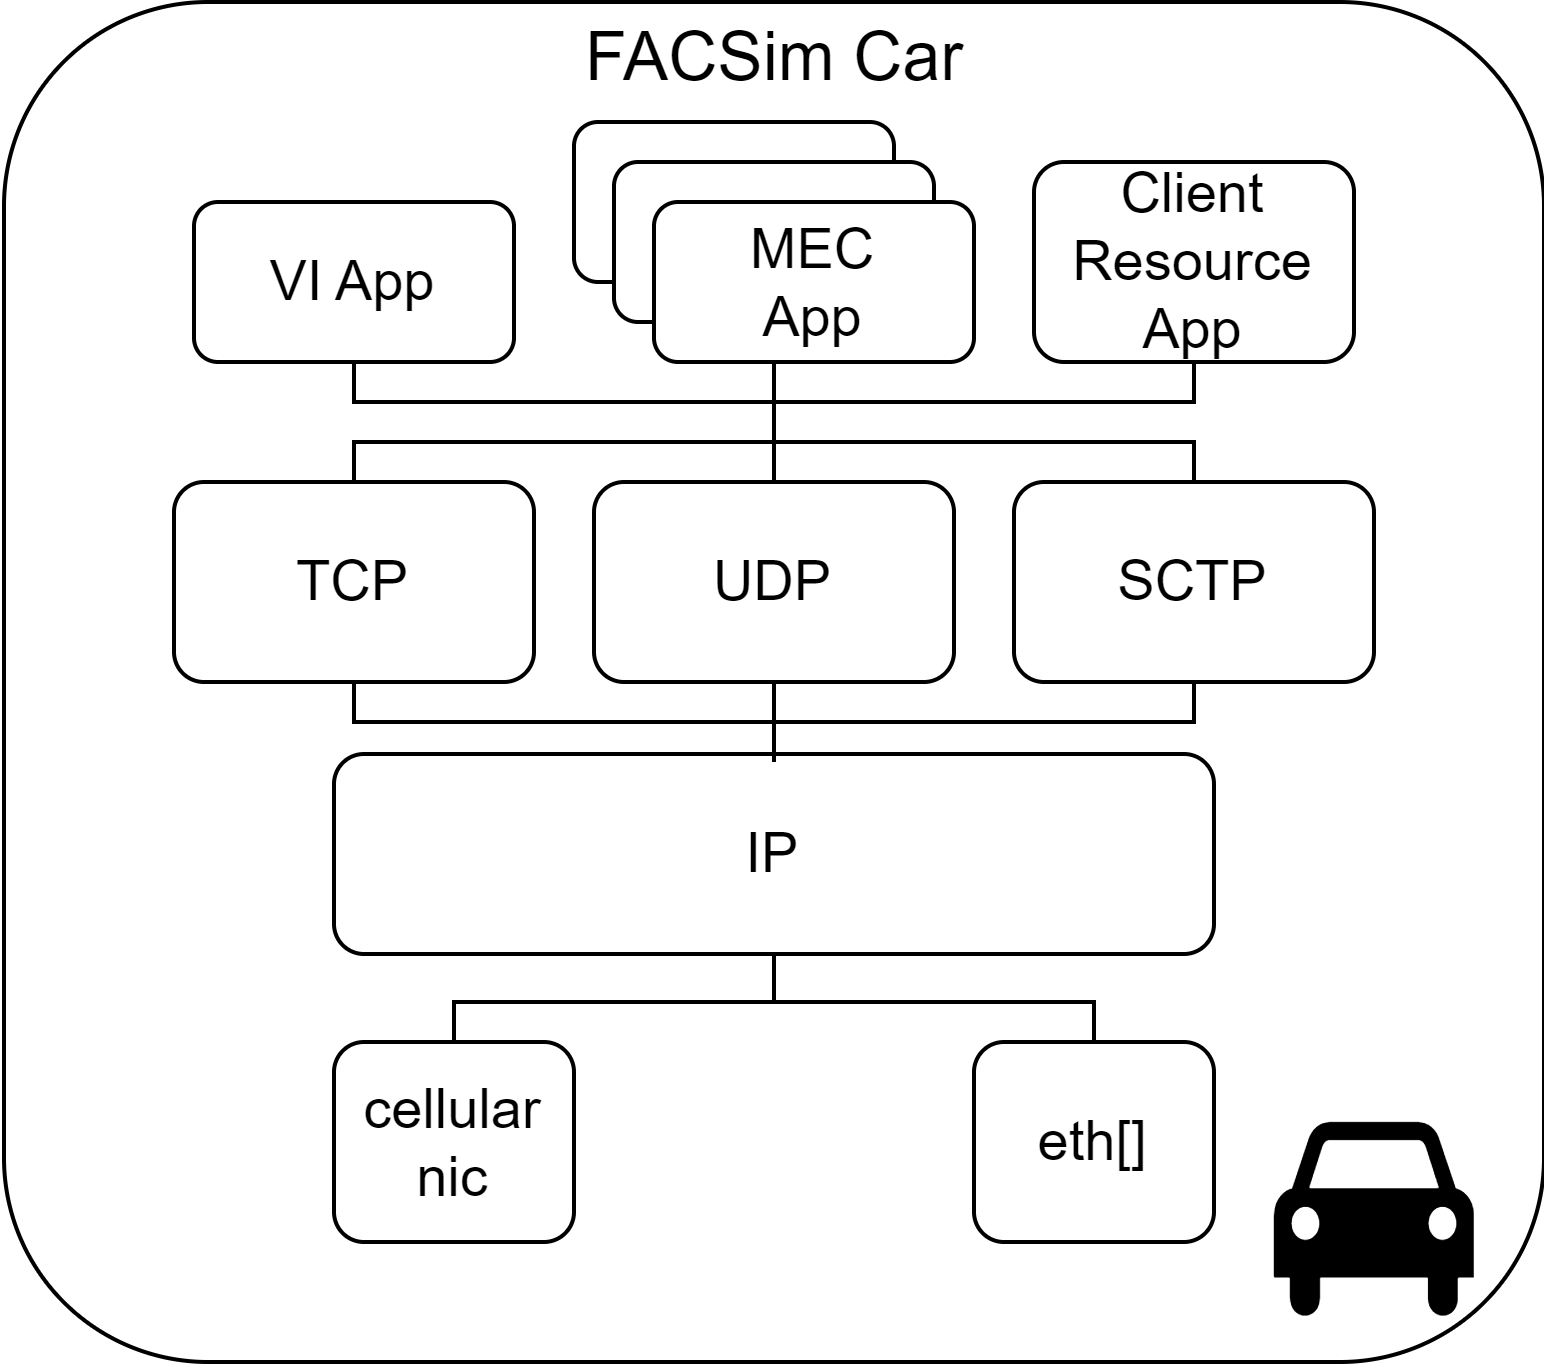 FACSim Car
VI App
MEC
App
Client
Resource
App
TCP
UDP
SCTP
IP
cellular
nic
eth[]